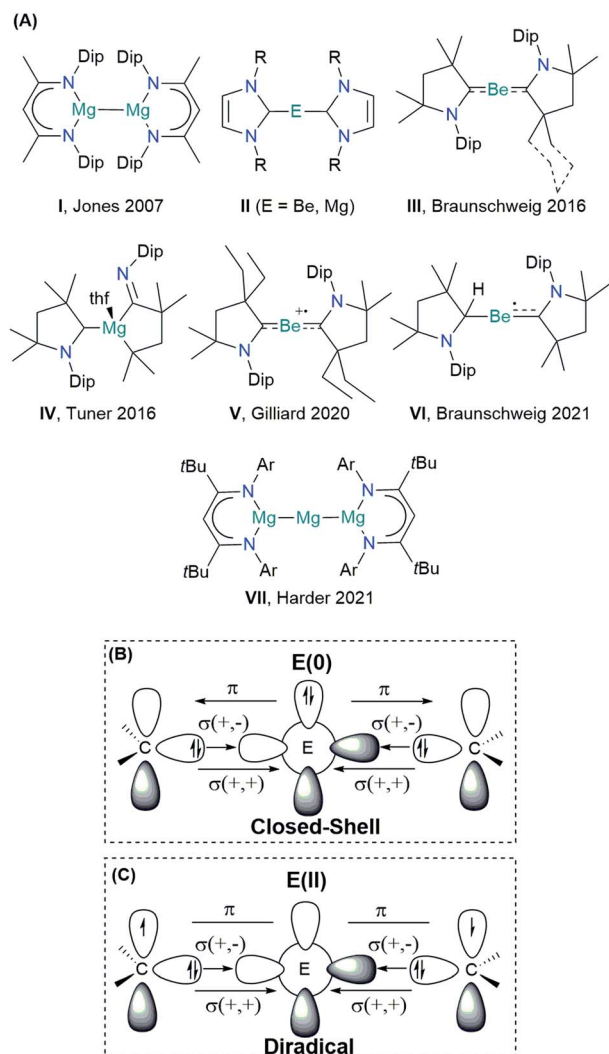 (A)
Dip Dip
N N
Mg Mg
N N
Dip Dip
I, Jones 2007
R R
N N
E
N N
R R
II (E = Be, Mg)
Dip
N
Be
N
Dip
III, Braunschweig 2016
Dip
N
thf
Mg
N
Dip
IV, Tuner 2016
Dip
N
+•
Be
N
Dip
V, Gilliard 2020
Dip
H N
•
Be
N
Dip
VI, Braunschweig 2021
tBu Ar Ar tBu
N N
Mg Mg Mg
N N
tBu Ar Ar tBu
VII, Harder 2021
(B)
E(0)
π π
σ(+,-) σ(+,-)
C E C
σ(+,+) σ(+,+)
Closed-Shell
(C)
E(II)
π π
σ(+,-) σ(+,-)
C E C
σ(+,+) σ(+,+)
Diradical